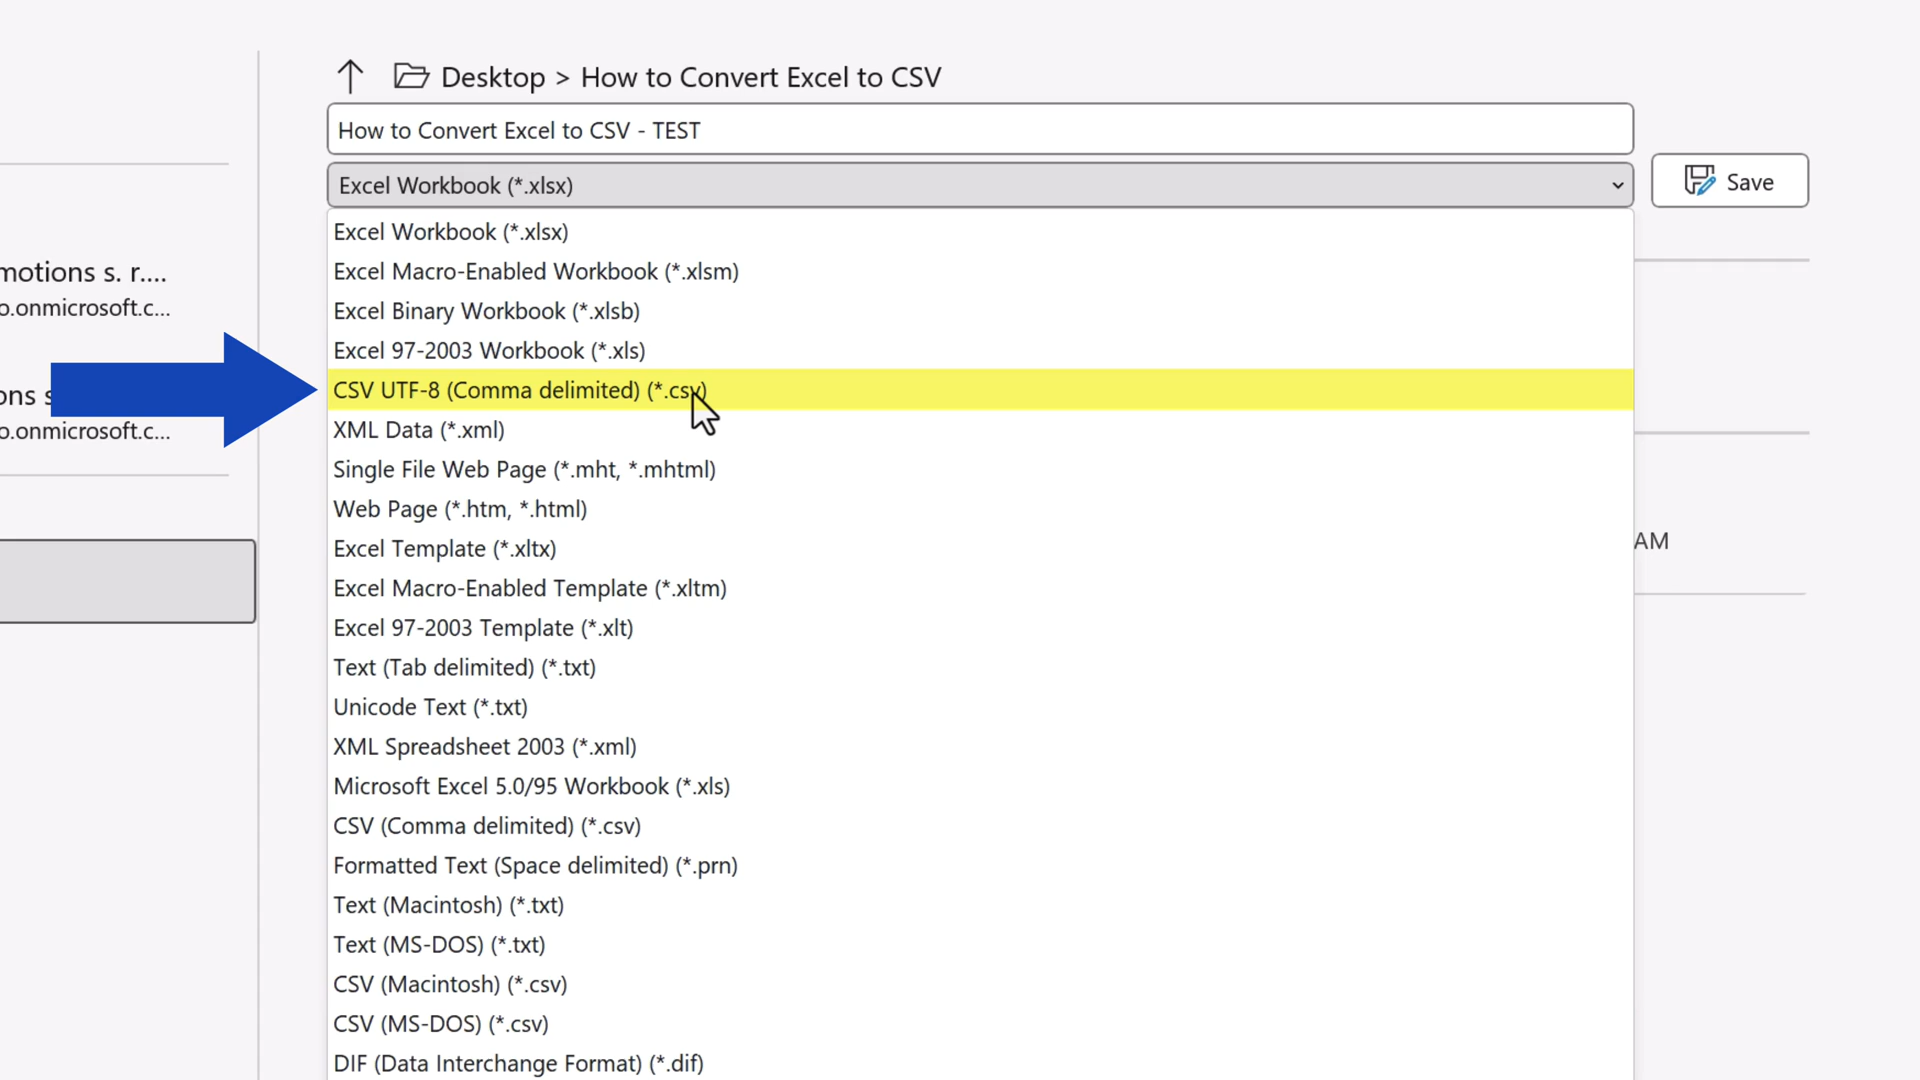 Desktop > How to Convert Excel to CSV
How to Convert Excel to CSV - TEST
Excel Workbook (*.xlsx)
Save
Excel Workbook (*.xlsx)
Excel Macro-Enabled Workbook (*.xlsm)
motions s. r....
Excel Binary Workbook (*.xlsb)
o.onmicrosoft.c...
Excel 97-2003 Workbook (*.xls)
ons s
CSV UTF-8 (Comma delimited) (*.csv)
o.onmicrosoft.c...
XML Data (*.xml)
Single File Web Page (*.mht, *.mhtml)
Web Page (*.htm, *.html)
AM
Excel Template (*.xltx)
Excel Macro-Enabled Template (*.xltm)
Excel 97-2003 Template (*.xlt)
Text (Tab delimited) (*.txt)
Unicode Text (*.txt)
XML Spreadsheet 2003 (*.xml)
Microsoft Excel 5.0/95 Workbook (*.xls)
CSV (Comma delimited) (*.csv)
Formatted Text (Space delimited) (*.prn)
Text (Macintosh) (*.txt)
Text (MS-DOS) (*.txt)
CSV (Macintosh) (*.csv)
CSV (MS-DOS) (*.csv)
DIF (Data Interchange Format) (*.dif)